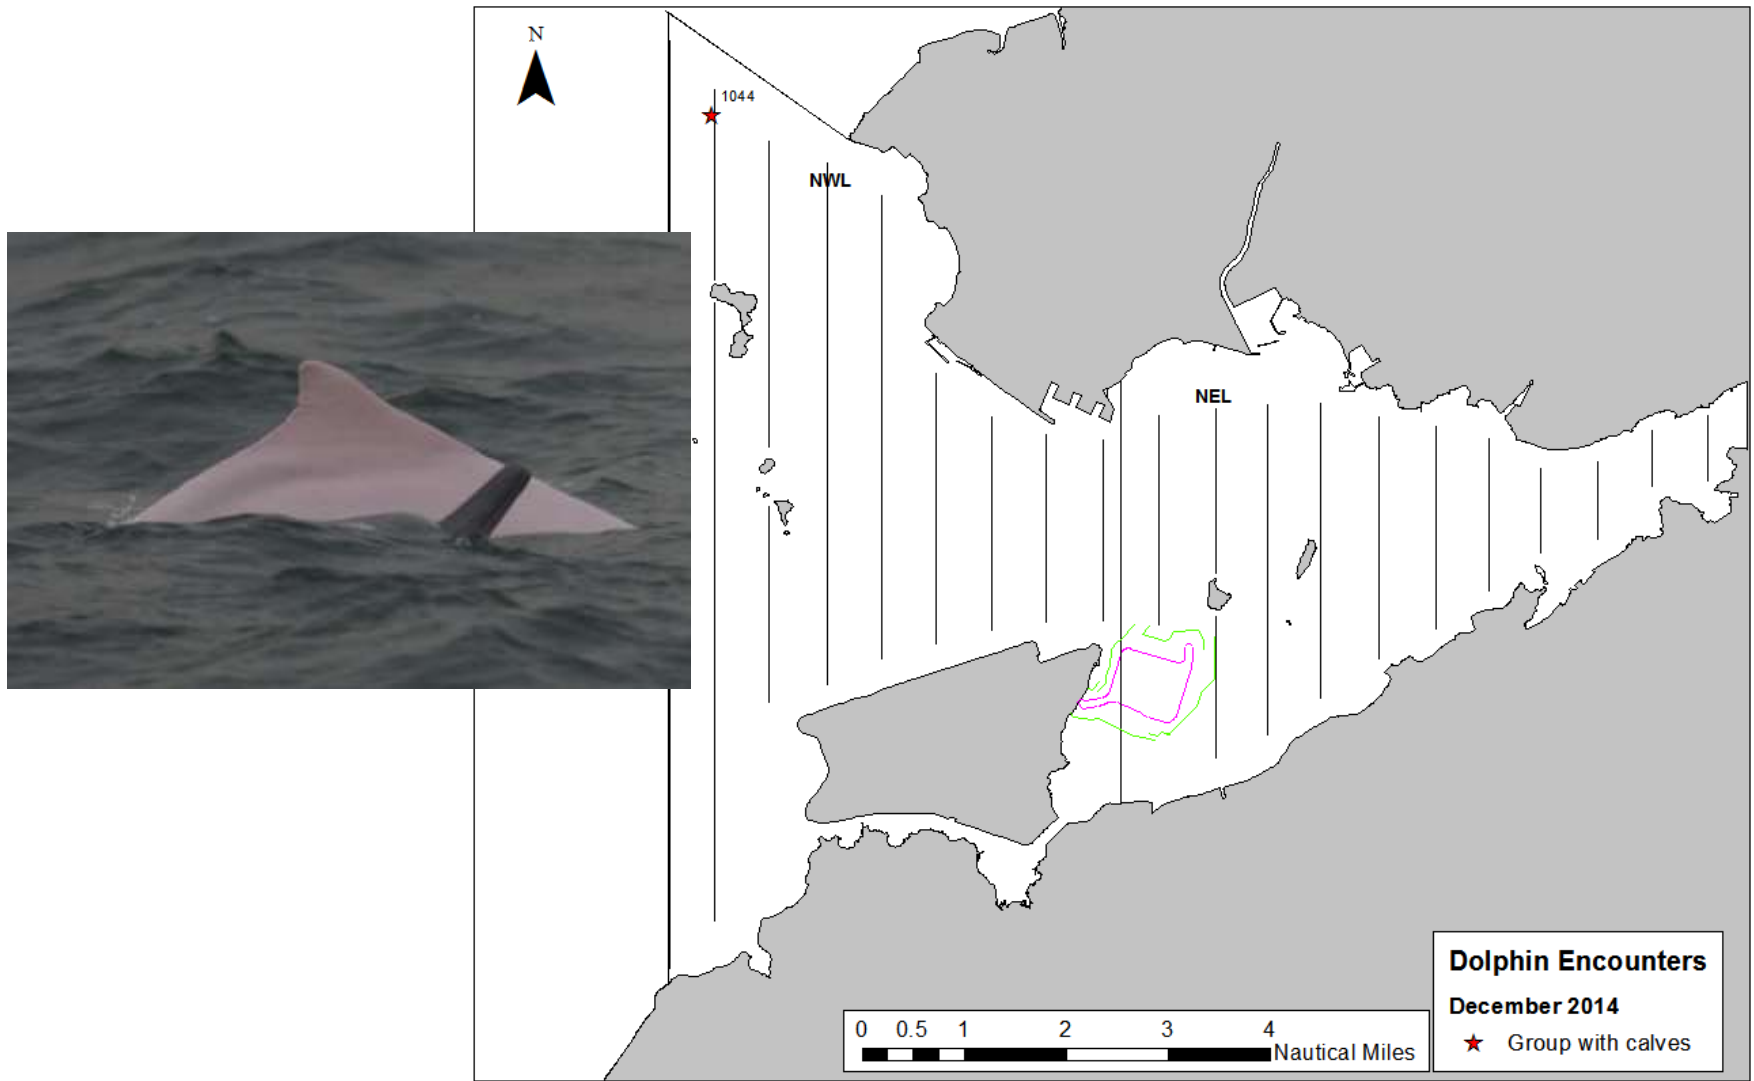 N
1044
NWL
NEL
Dolphin Encounters
December 2014
Group with calves
0 0.5 1 2 3 4
Nautical Miles